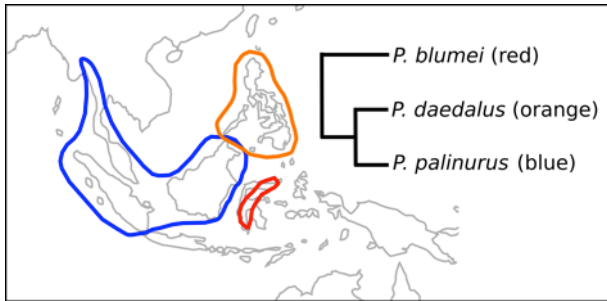 P. blumei (red)
P. daedalus (orange)
P. palinurus (blue)